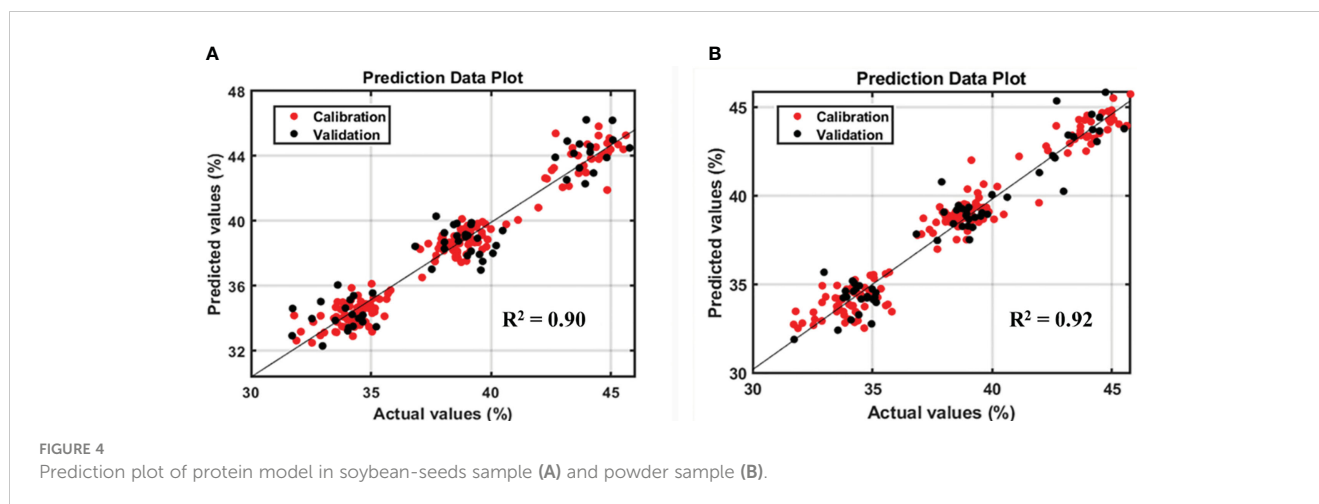 A
Prediction Data Plot
48
44
40
36
32
Predicted values (%)
Calibration
Validation
R² = 0.90
30 35 40 45
Actual values (%)
B
Prediction Data Plot
45
40
35
30
Predicted values (%)
Calibration
Validation
R² = 0.92
30 35 40 45
Actual values (%)
FIGURE 4
Prediction plot of protein model in soybean-seeds sample (A) and powder sample (B).